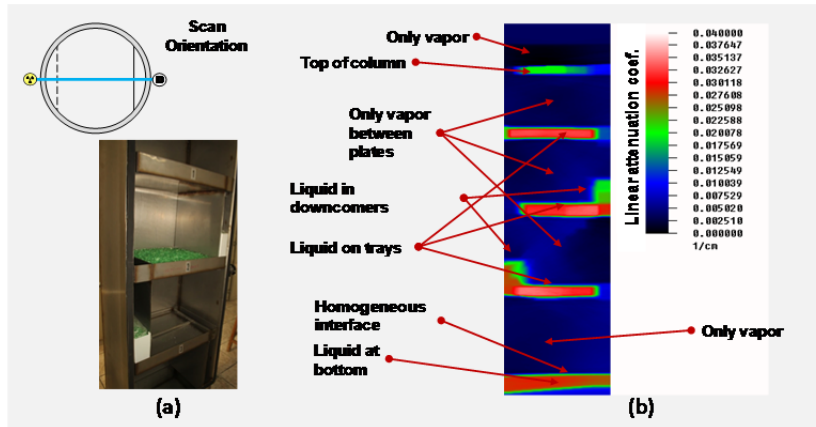 Scan
Orientation
Only vapor
Top of column
Only vapor
between
plates
Liquid in
downcomers
Liquid on trays
Homogeneous
interface
Liquid at
bottom
Only vapor
Linear attenuation coef.
0.040000
0.037647
0.035137
0.032627
0.030118
0.027608
0.025098
0.022588
0.020078
0.017569
0.015059
0.012549
0.010039
0.007529
0.005020
0.002510
0.000000
1/cm
(a)
(b)